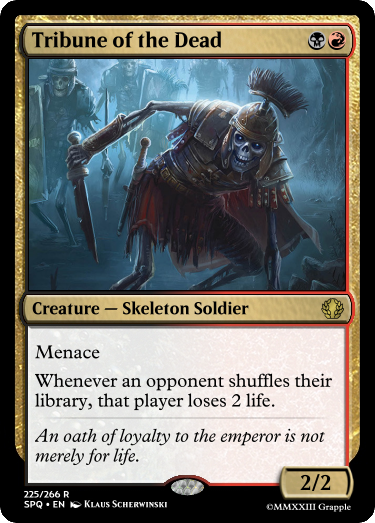 Tribune of the Dead
Creature — Skeleton Soldier
Menace
Whenever an opponent shuffles their
library, that player loses 2 life.
An oath of loyalty to the emperor is not
merely for life.
2/2
225/266 R
SPQ • EN Klaus Scherwinski
©MMXXIII Grapple